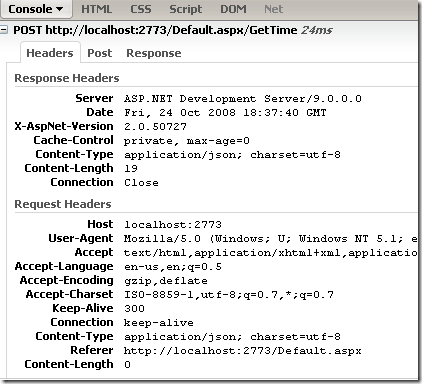 Console HTML CSS Script DOM Net
POST http://localhost:2773/Default.aspx/GetTime 24ms
Headers Post Response
Response Headers
Server ASP.NET Development Server/9.0.0.0
Date Fri, 24 Oct 2008 18:37:40 GMT
X-AspNet-Version 2.0.50727
Cache-Control private, max-age=0
Content-Type application/json; charset=utf-8
Content-Length 19
Connection Close
Request Headers
Host localhost:2773
User-Agent Mozilla/5.0 (Windows; U; Windows NT 5.1; e
Accept text/html,application/xhtml+xml,applicatio
Accept-Language en-us,en;q=0.5
Accept-Encoding gzip,deflate
Accept-Charset ISO-8859-1,utf-8;q=0.7,*;q=0.7
Keep-Alive 300
Connection keep-alive
Content-Type application/json; charset=utf-8
Referer http://localhost:2773/Default.aspx
Content-Length 0